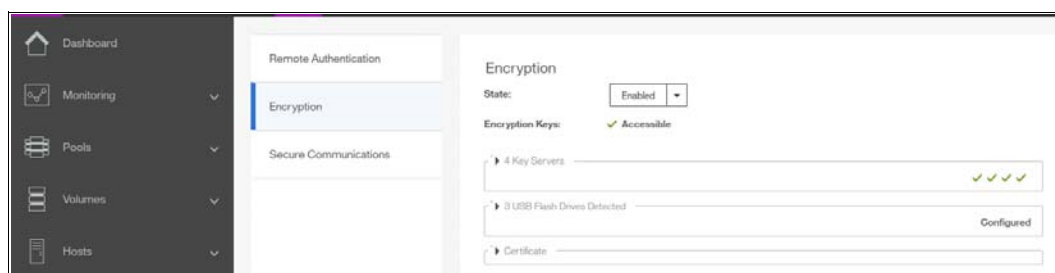 Dashboard
Monitoring
Pools
Volumes
Hosts
Remote Authentication
Encryption
Secure Communications
Encryption
State:
Enabled
Encryption Keys:
Accessible
4 Key Servers
3 USB Flash Drives Detected
Configured
Certificate